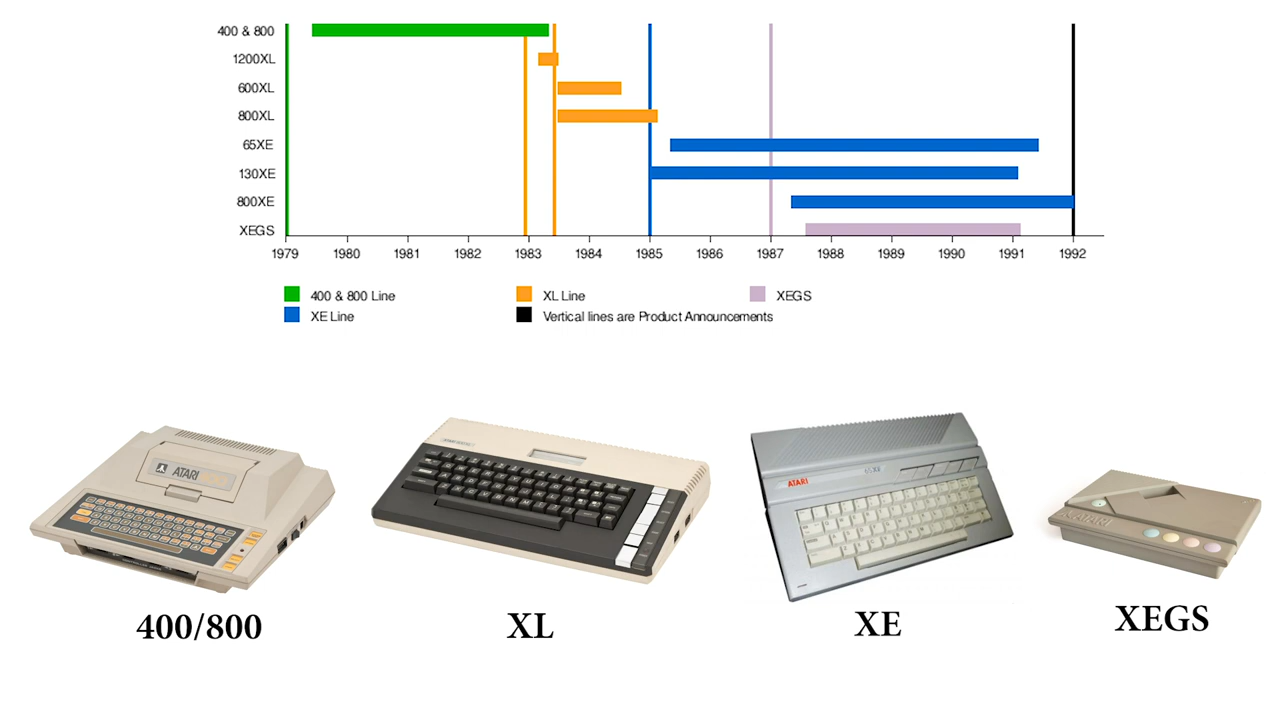 400 & 800
1200XL
600XL
800XL
65XE
130XE
800XE
XEGS
1979 1980 1981 1982 1983 1984 1985 1986 1987 1988 1989 1990 1991 1992
400 & 800 Line XL Line XEGS
XE Line Vertical lines are Product Announcements
ATARI
ATARI
ATARI
400/800 XL XE XEGS